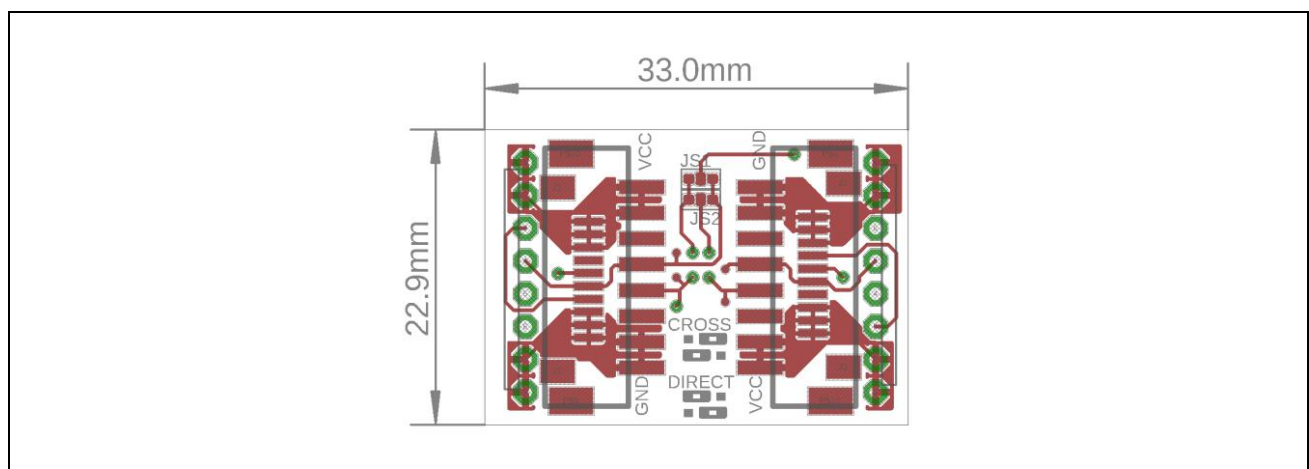 33.0mm
22.9mm
VCC
GND
JS1
JS2
CROSS
DIRECT
GND
VCC